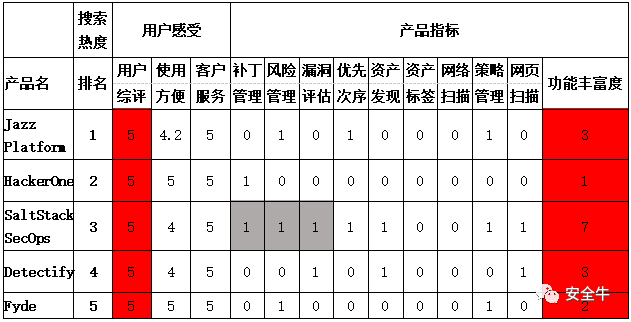 搜索热度 用户感受 产品指标
产品名 排名 用户综评 使用方便 客户服务 补丁管理 风险管理 漏洞评估 优先次序 资产发现 资产标签 网络扫描 策略管理 网页扫描 功能丰富度
Jazz Platform 1 5 4.2 5 0 1 0 1 0 0 0 1 0 3
HackerOne 2 5 5 5 1 0 0 0 0 0 0 0 0 1
SaltStack SecOps 3 5 4 5 1 1 1 1 1 0 0 1 1 7
Detectify 4 5 4 5 0 0 1 0 1 0 0 0 1 3
Fyde 5 5 5 5 0 1 0 0 0 0 0 1 0 2
安全牛